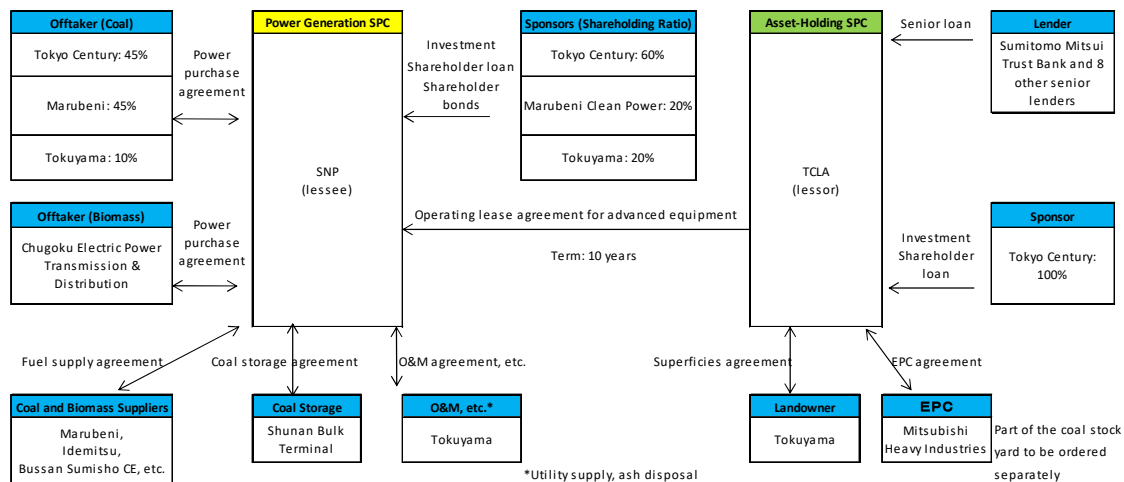 Offtaker (Coal)
Tokyo Century: 45%
Marubeni: 45%
Tokuyama: 10%
Power
purchase
agreement
Power Generation SPC
SNP
(lessee)
Investment
Shareholder loan
Shareholder
bonds
Sponsors (Shareholding Ratio)
Tokyo Century: 60%
Marubeni Clean Power: 20%
Tokuyama: 20%
Asset-Holding SPC
TCLA
(lessor)
Senior loan
Lender
Sumitomo Mitsui
Trust Bank and 8
other senior
lenders
Offtaker (Biomass)
Chugoku Electric Power
Transmission &
Distribution
Power
purchase
agreement
Operating lease agreement for advanced equipment
Term: 10 years
Investment
Shareholder
loan
Sponsor
Tokyo Century:
100%
Fuel supply agreement
Coal storage agreement
O&M agreement, etc.
Superficies agreement
EPC agreement
Coal and Biomass Suppliers
Marubeni,
Idemitsu,
Bussan Sumisho CE, etc.
Coal Storage
Shunan Bulk
Terminal
O&M, etc.*
Tokuyama
*Utility supply, ash disposal
Landowner
Tokuyama
EPC
Mitsubishi
Heavy Industries
Part of the coal stock
yard to be ordered
separately